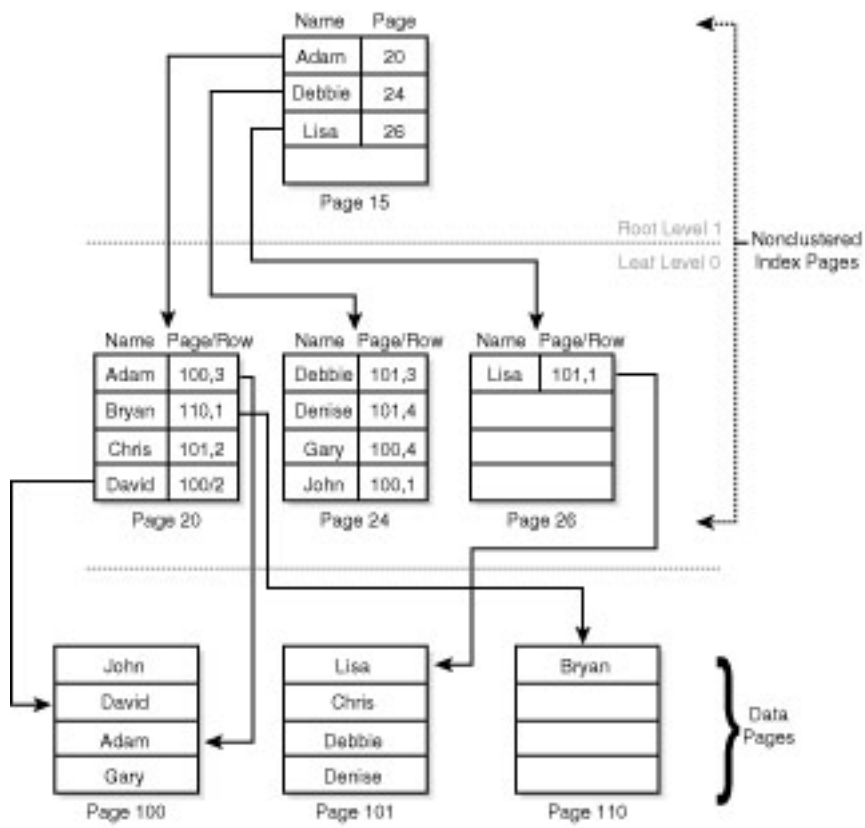 Name Page
Adam 20
Debbie 24
Lisa 26
Page 15
Root Level 1
Leaf Level 0
Nonclustered
Index Pages
Name Page/Row
Adam 100,3
Bryan 110,1
Chris 101,2
David 100/2
Page 20
Name Page/Row
Debbie 101,3
Denise 101,4
Gary 100,4
John 100,1
Page 24
Name Page/Row
Lisa 101,1
Page 26
John
David
Adam
Gary
Page 100
Lisa
Chris
Debbie
Denise
Page 101
Bryan
Page 110
Data
Pages